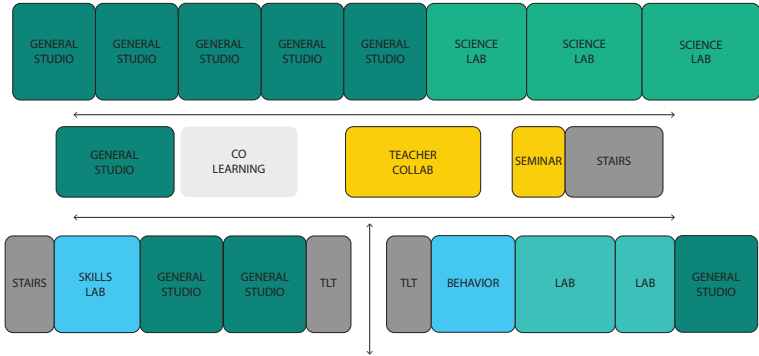 GENERAL
STUDIO
GENERAL
STUDIO
GENERAL
STUDIO
GENERAL
STUDIO
GENERAL
STUDIO
SCIENCE
LAB
SCIENCE
LAB
SCIENCE
LAB
GENERAL
STUDIO
CO
LEARNING
TEACHER
COLLAB
SEMINAR
STAIRS
STAIRS
SKILLS
LAB
GENERAL
STUDIO
GENERAL
STUDIO
TLT
TLT
BEHAVIOR
LAB
LAB
GENERAL
STUDIO